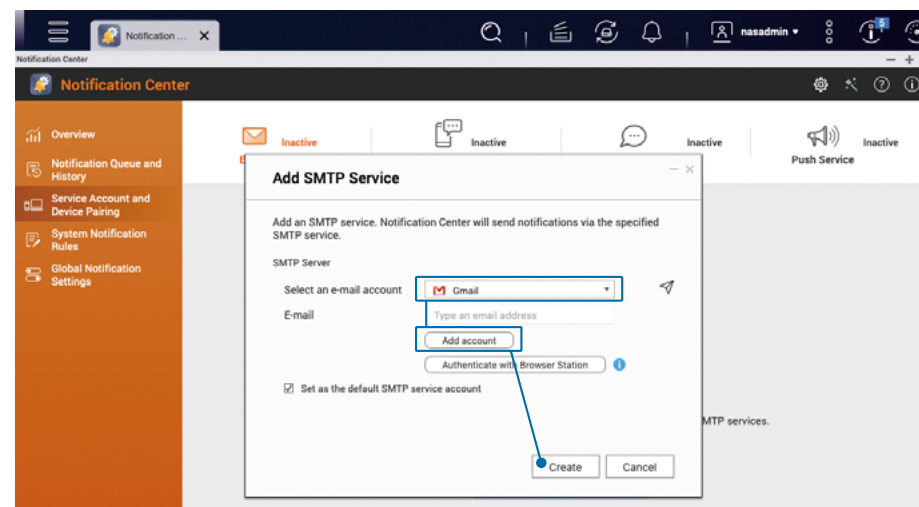 Notification ...
nasadmin
5
Notification Center
Notification Center
Overview
Notification Queue and
History
Service Account and
Device Pairing
System Notification
Rules
Global Notification
Settings
Inactive
Inactive
Inactive
Inactive
Push Service
Add SMTP Service
Add an SMTP service. Notification Center will send notifications via the specified
SMTP service.
SMTP Server
Select an e-mail account
Gmail
E-mail
Type an email address
Add account
Authenticate with Browser Station
Set as the default SMTP service account
MTP services.
Create
Cancel